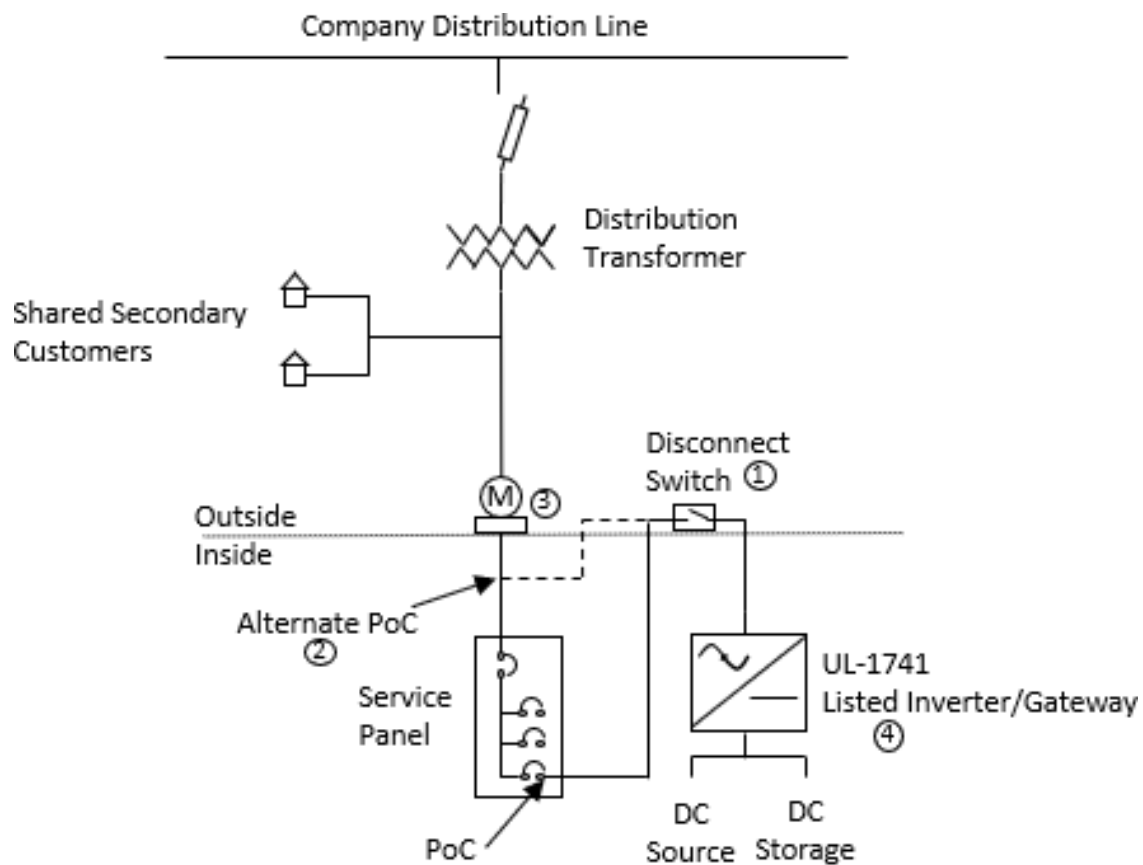 Company Distribution Line
Distribution
Transformer
Shared Secondary
Customers
Disconnect
Switch ①
M ③
Outside
Inside
Alternate PoC
②
Service
Panel
UL-1741
Listed Inverter/Gateway
④
PoC
DC
Source
DC
Storage